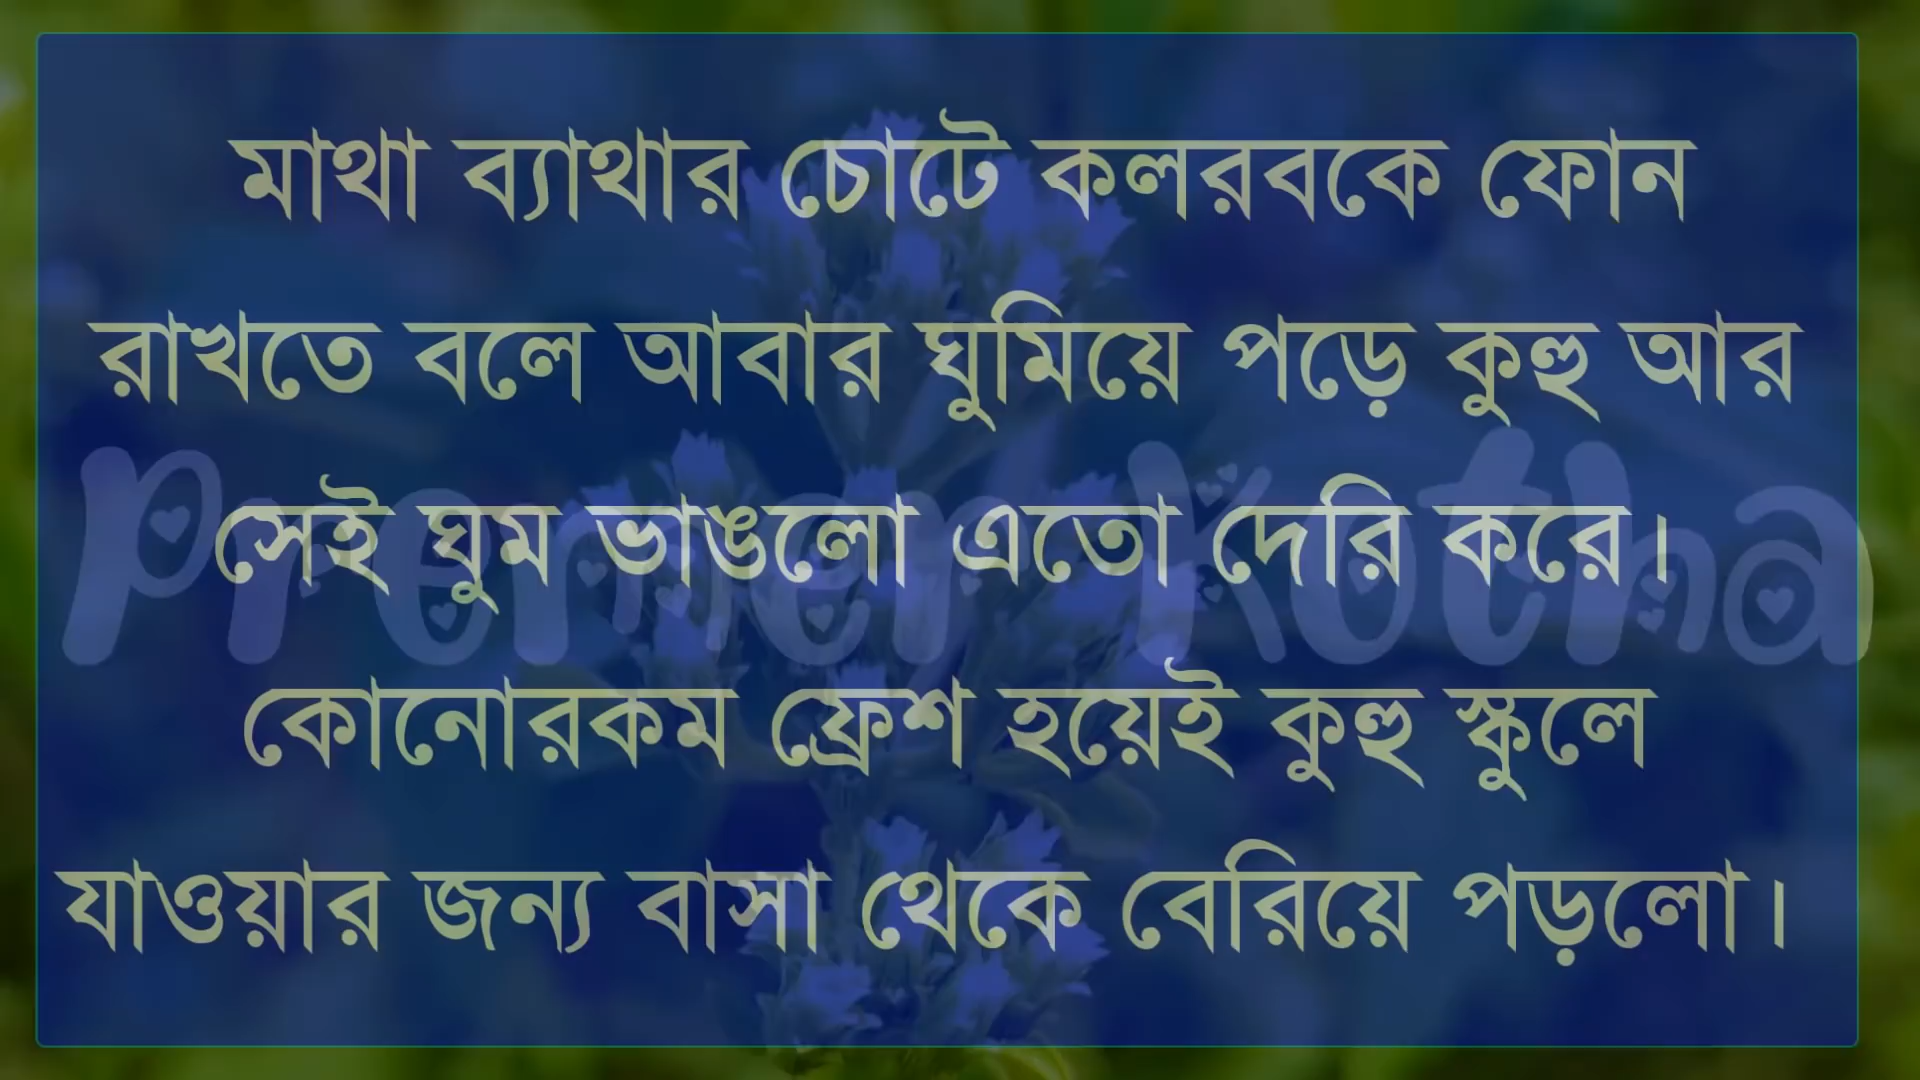 মাথা ব্যাথার চোটে কলরবকে ফোন
রাখতে বলে আবার ঘুমিয়ে পড়ে কুহু আর
সেই ঘুম ভাঙলো এতো দেরি করে।
Premer Kotha
কোনোরকম ফ্রেশ হয়েই কুহু স্কুলে
যাওয়ার জন্য বাসা থেকে বেরিয়ে পড়লো।